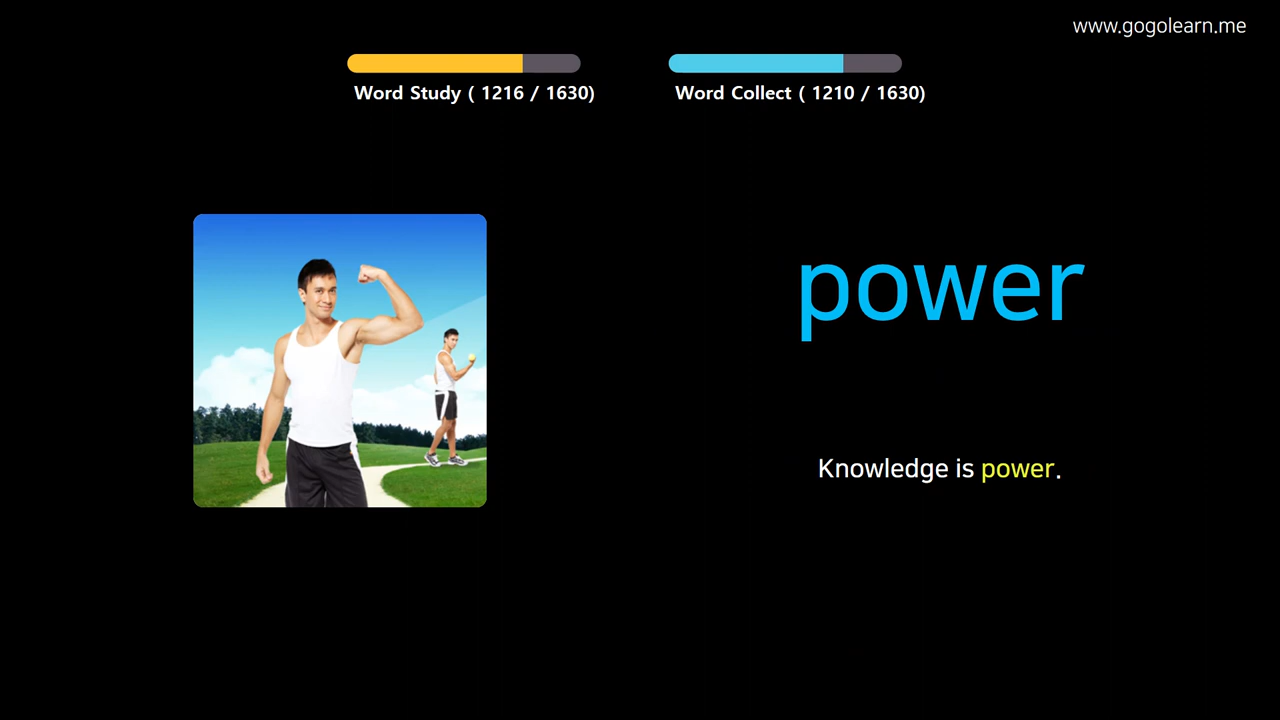 www.gogolearn.me
Word Study ( 1216 / 1630)
Word Collect ( 1210 / 1630)
power
Knowledge is power.